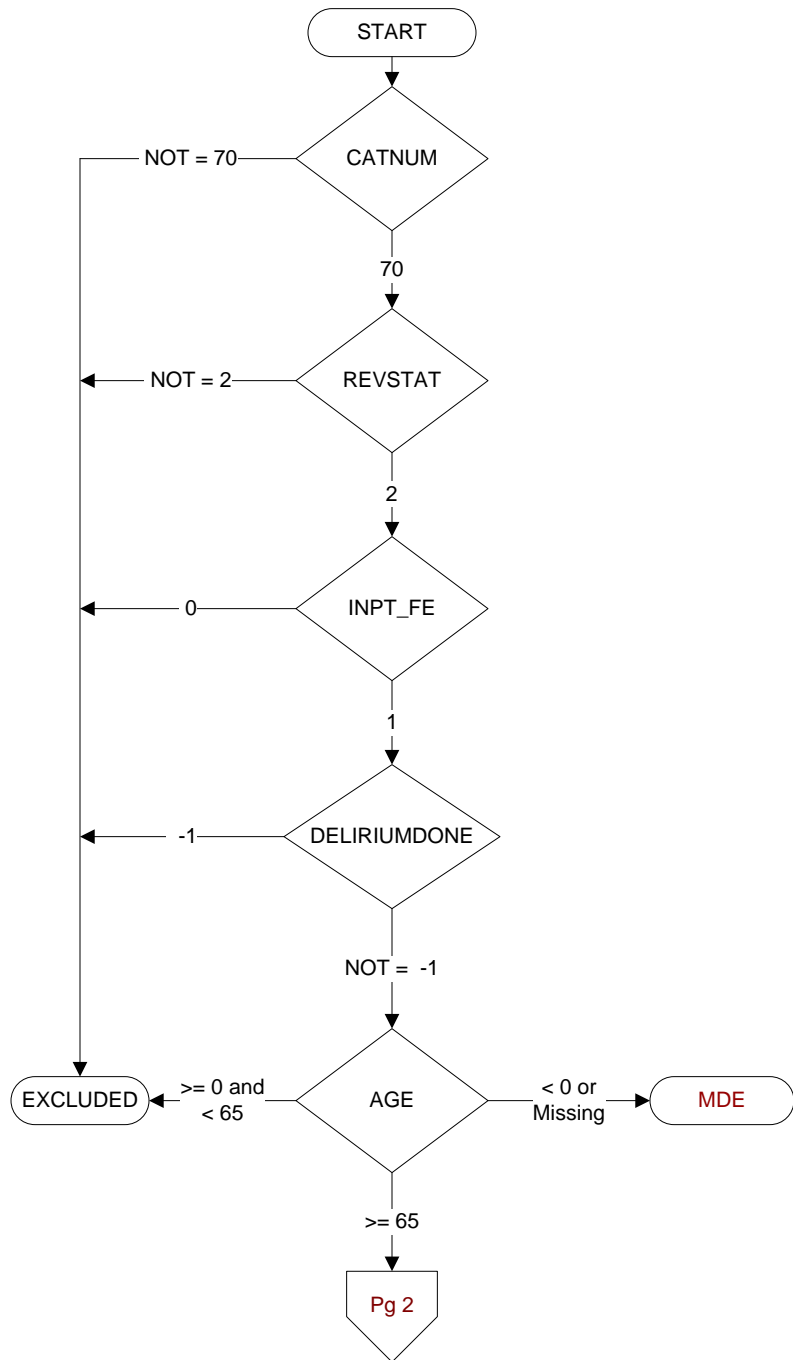 START
CATNUM
NOT = 70
70
REVSTAT
NOT = 2
2
INPT_FE
0
1
DELIRIUMDONE
-1
NOT = -1
EXCLUDED
>= 0 and
< 65
AGE
< 0 or
Missing
MDE
>= 65
Pg 2